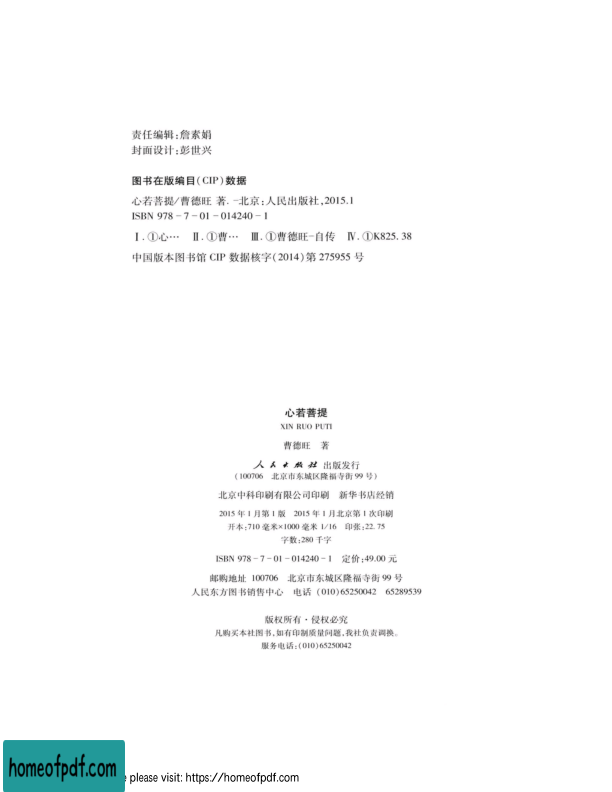 责任编辑:詹素娟
封面设计:彭世兴
图书在版编目(CIP)数据
心若菩提/曹德旺 著. -北京:人民出版社,2015.1
ISBN 978-7-01-014240-1
Ⅰ.①心… Ⅱ.①曹… Ⅲ.①曹德旺-自传 Ⅳ.①K825.38
中国版本图书馆 CIP 数据核字(2014)第 275955 号
心若菩提
XIN RUO PUTI
曹德旺 著
人民出版社 出版发行
(100706 北京市东城区隆福寺街 99 号)
北京中科印刷有限公司印刷 新华书店经销
2015 年 1 月第 1 版 2015 年 1 月北京第 1 次印刷
开本:710 毫米×1000 毫米 1/16 印张:22.75
字数:280 千字
ISBN 978-7-01-014240-1 定价:49.00 元
邮购地址 100706 北京市东城区隆福寺街 99 号
人民东方图书销售中心 电话 (010)65250042 65289539
版权所有·侵权必究
凡购买本社图书,如有印制质量问题,我社负责调换。
服务电话:(010)65250042
homeofpdf.com
please visit: https://homeofpdf.com